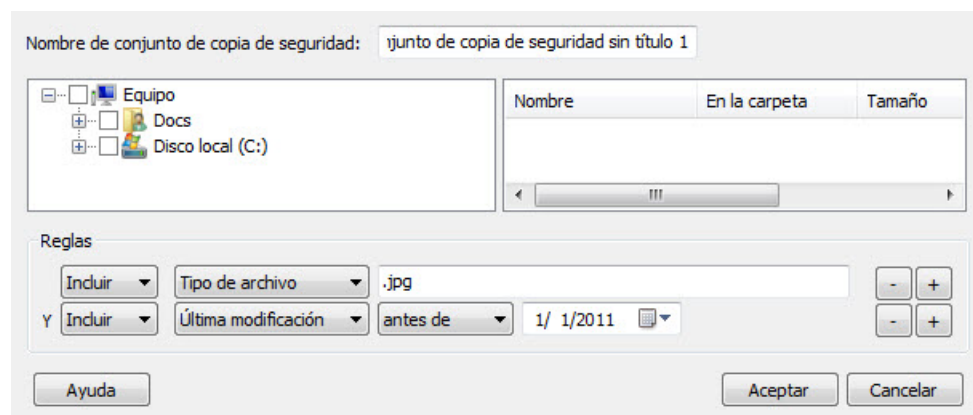 Nombre de conjunto de copia de seguridad: njunto de copia de seguridad sin título 1
Equipo
Docs
Disco local (C:)
Nombre En la carpeta Tamaño
Reglas
Incluir Tipo de archivo .jpg - +
Y Incluir Última modificación antes de 1/ 1/2011 - +
Ayuda Aceptar Cancelar